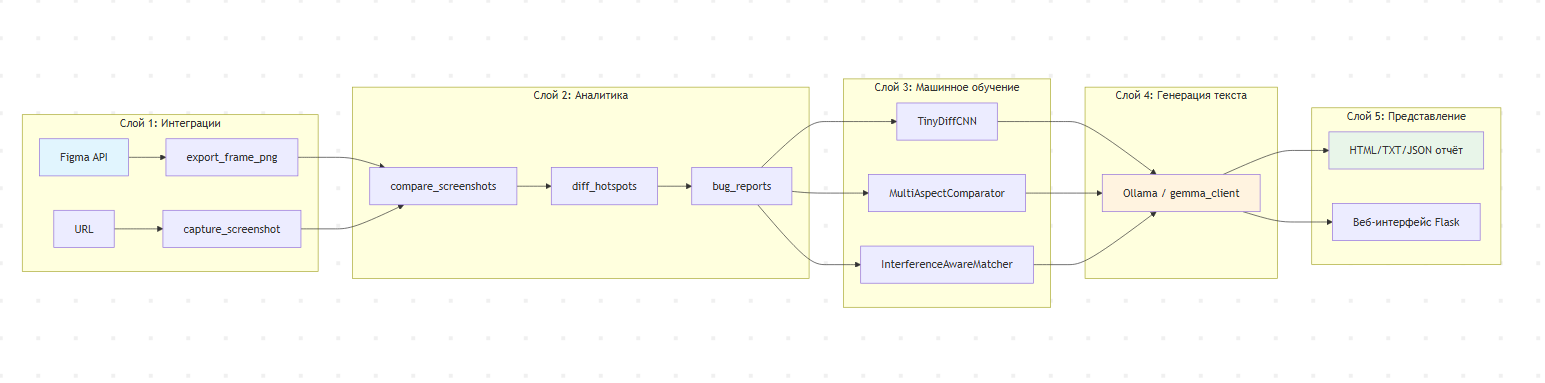 Слой 1: Интеграции
Figma API
export_frame_png
URL
capture_screenshot
Слой 2: Аналитика
compare_screenshots
diff_hotspots
bug_reports
Слой 3: Машинное обучение
TinyDiffCNN
MultiAspectComparator
InterferenceAwareMatcher
Слой 4: Генерация текста
Ollama / gemma_client
Слой 5: Представление
HTML/TXT/JSON отчёт
Веб-интерфейс Flask